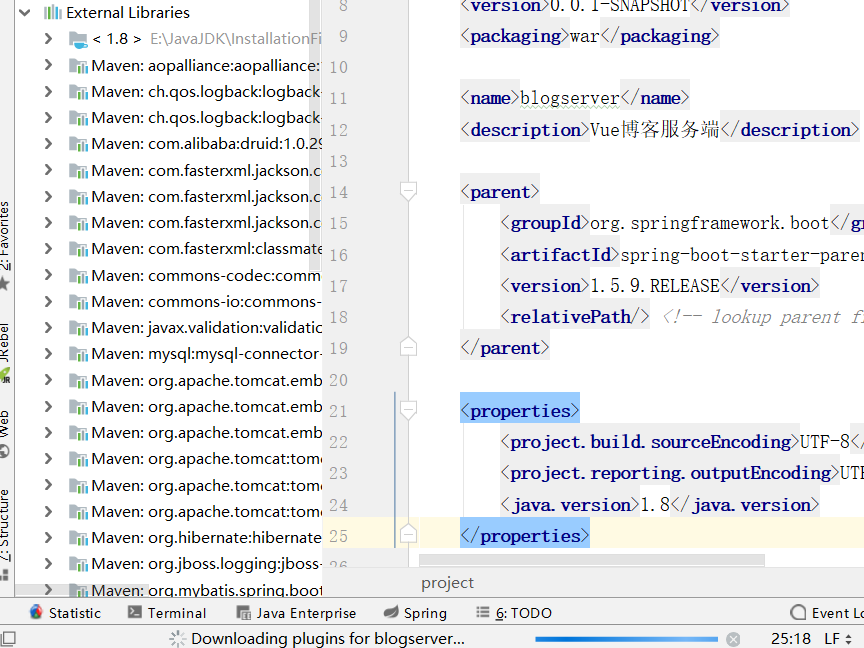 External Libraries
< 1.8 > E:\JavaJDK\InstallationFi
Maven: aopalliance:aopalliance:
Maven: ch.qos.logback:logback-
Maven: ch.qos.logback:logback-
Maven: com.alibaba:druid:1.0.29
Maven: com.fasterxml.jackson.c
Maven: com.fasterxml.jackson.c
Maven: com.fasterxml.jackson.c
Maven: com.fasterxml:classmate
Maven: commons-codec:comm
Maven: commons-io:commons-
Maven: javax.validation:validatio
Maven: mysql:mysql-connector-
Maven: org.apache.tomcat.emb
Maven: org.apache.tomcat.emb
Maven: org.apache.tomcat.emb
Maven: org.apache.tomcat:tom
Maven: org.apache.tomcat:tom
Maven: org.apache.tomcat:tom
Maven: org.hibernate:hibernate
Maven: org.jboss.logging:jboss-
Maven: org.mybatis.spring.boot
2: Favorites
JRebel
Web
Z: Structure
8 <version>0.0.1-SNAPSHOT</version>
9 <packaging>war</packaging>
10
11 <name>blogserver</name>
12 <description>Vue博客服务端</description>
13
14 <parent>
15 <groupId>org.springframework.boot</gr
16 <artifactId>spring-boot-starter-paren
17 <version>1.5.9.RELEASE</version>
18 <relativePath/> <!-- lookup parent f
19 </parent>
20
21 <properties>
22 <project.build.sourceEncoding>UTF-8</
23 <project.reporting.outputEncoding>UTF
24 <java.version>1.8</java.version>
25 </properties>
26
project
Statistic Terminal Java Enterprise Spring 6: TODO Event Lo
Downloading plugins for blogserver... 25:18 LF